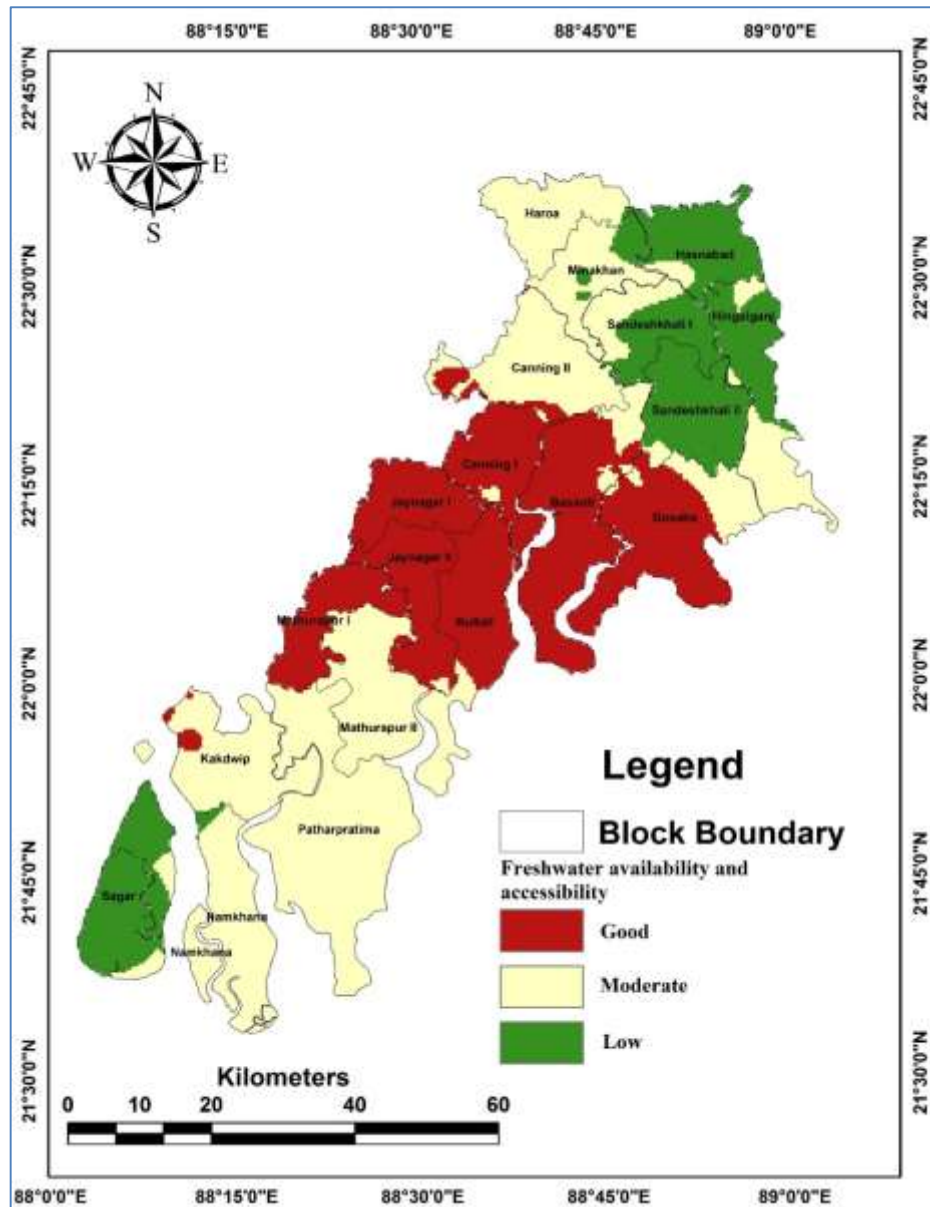 88°15'0"E 88°30'0"E 88°45'0"E 89°0'0"E
22°45'0"N 22°45'0"N
N
W E
S
Haroa
Hasnabad
Minakhan
22°30'0"N 22°30'0"N
Sandeshkhali I Hingalganj
Canning II
Sandeshkhali II
22°15'0"N 22°15'0"N
Canning I
Jaynagar I Basanti Gosaba
Jaynagar II
Mathurapur I Kultali
22°0'0"N 22°0'0"N
Mathurapur II
Kakdwip
Legend
Patharpratima
Block Boundary
Freshwater availability and
accessibility
21°45'0"N 21°45'0"N
Sagar
Namkhana
Good
Namkhana
Moderate
Low
21°30'0"N 21°30'0"N
Kilometers
0 10 20 40 60
88°0'0"E 88°15'0"E 88°30'0"E 88°45'0"E 89°0'0"E